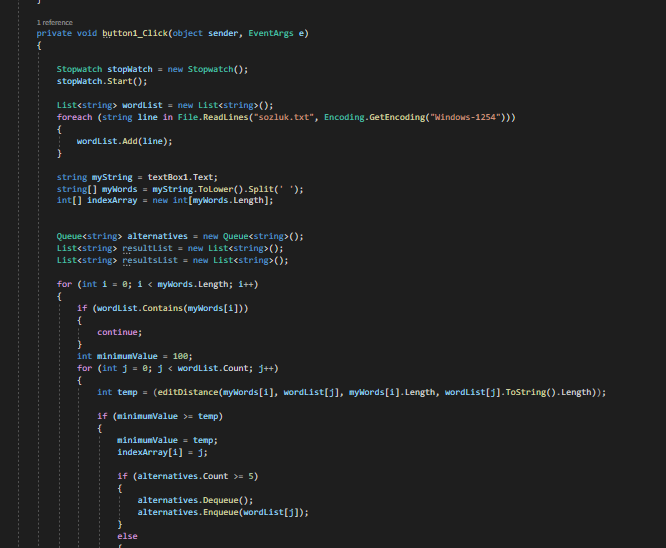 }
1 reference
private void button1_Click(object sender, EventArgs e)
{
Stopwatch stopWatch = new Stopwatch();
stopWatch.Start();
List<string> wordList = new List<string>();
foreach (string line in File.ReadLines("sozluk.txt", Encoding.GetEncoding("Windows-1254")))
{
wordList.Add(line);
}
string myString = textBox1.Text;
string[] myWords = myString.ToLower().Split(' ');
int[] indexArray = new int[myWords.Length];
Queue<string> alternatives = new Queue<string>();
List<string> resultList = new List<string>();
List<string> resultsList = new List<string>();
for (int i = 0; i < myWords.Length; i++)
{
if (wordList.Contains(myWords[i]))
{
continue;
}
int minimumValue = 100;
for (int j = 0; j < wordList.Count; j++)
{
int temp = (editDistance(myWords[i], wordList[j], myWords[i].Length, wordList[j].ToString().Length));
if (minimumValue >= temp)
{
minimumValue = temp;
indexArray[i] = j;
if (alternatives.Count >= 5)
{
alternatives.Dequeue();
alternatives.Enqueue(wordList[j]);
}
else
{